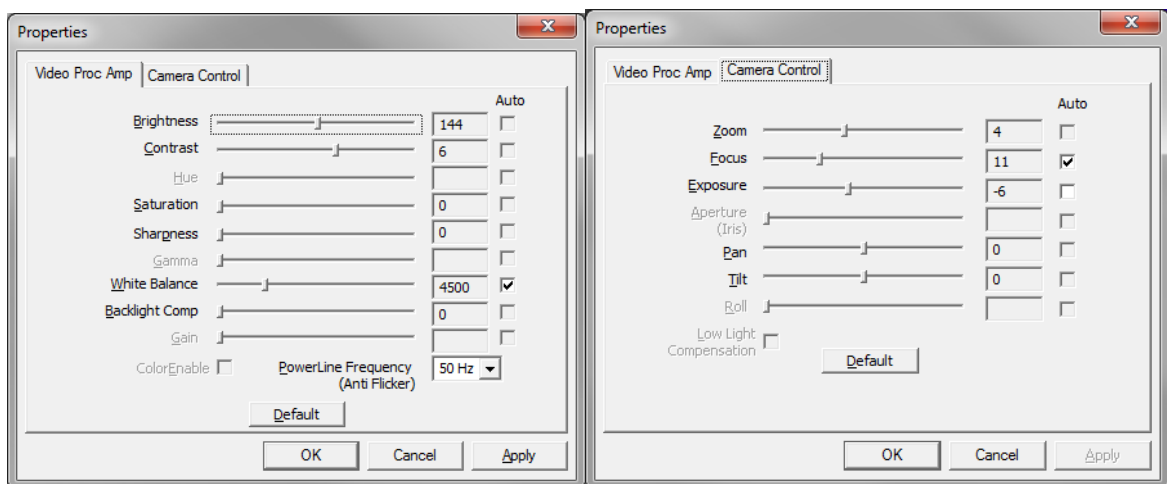 Properties
Video Proc Amp Camera Control
Auto
Brightness 144
Contrast 6
Hue
Saturation 0
Sharpness 0
Gamma
White Balance 4500
Backlight Comp 0
Gain
ColorEnable PowerLine Frequency 50 Hz
(Anti Flicker)
Default
OK Cancel Apply
Properties
Video Proc Amp Camera Control
Auto
Zoom 4
Focus 11
Exposure -6
Aperture
(Iris)
Pan 0
Tilt 0
Roll
Low Light
Compensation
Default
OK Cancel Apply